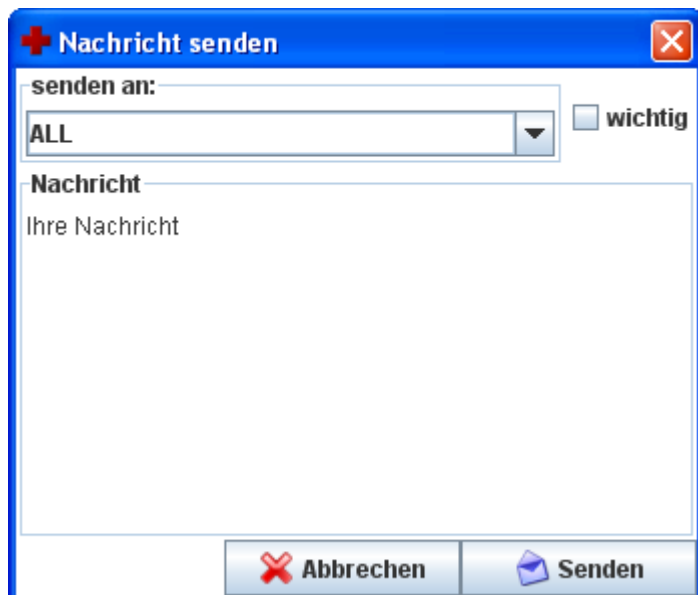 Nachricht senden
senden an:
ALL
wichtig
Nachricht
Ihre Nachricht
Abbrechen
Senden